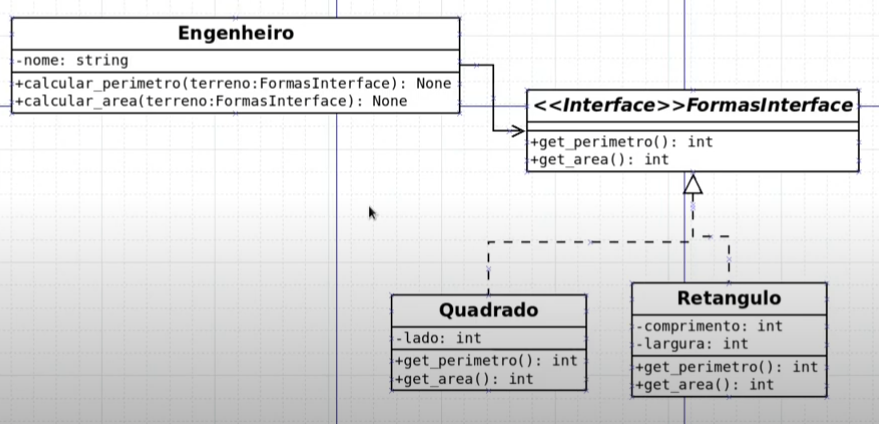 Engenheiro
-nome: string
+calcular_perimetro(terreno:FormasInterface): None
+calcular_area(terreno:FormasInterface): None
<<Interface>>FormasInterface
+get_perimetro(): int
+get_area(): int
Quadrado
-lado: int
+get_perimetro(): int
+get_area(): int
Retangulo
-comprimento: int
-largura: int
+get_perimetro(): int
+get_area(): int